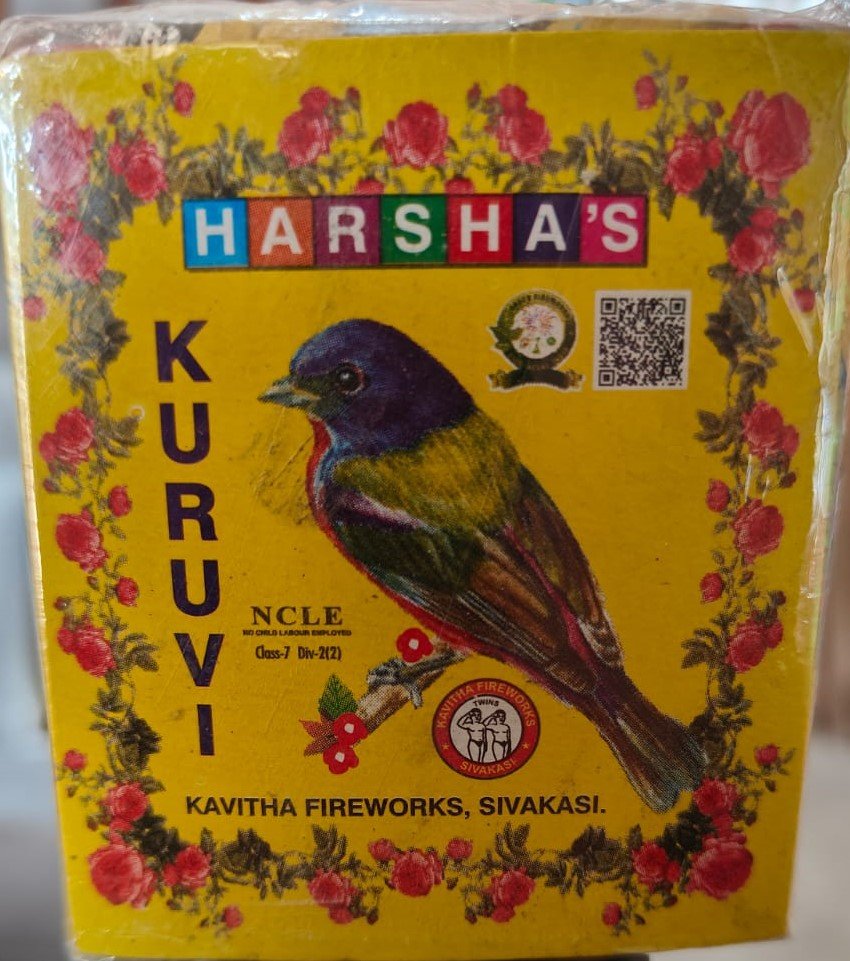 HARSHA'S
KURUVI
NCLE
NO CHILD LABOUR EMPLOYED
Class-7 Div-2(2)
KAVITHA FIREWORKS
TWINS
SIVAKASI
KAVITHA FIREWORKS, SIVAKASI.